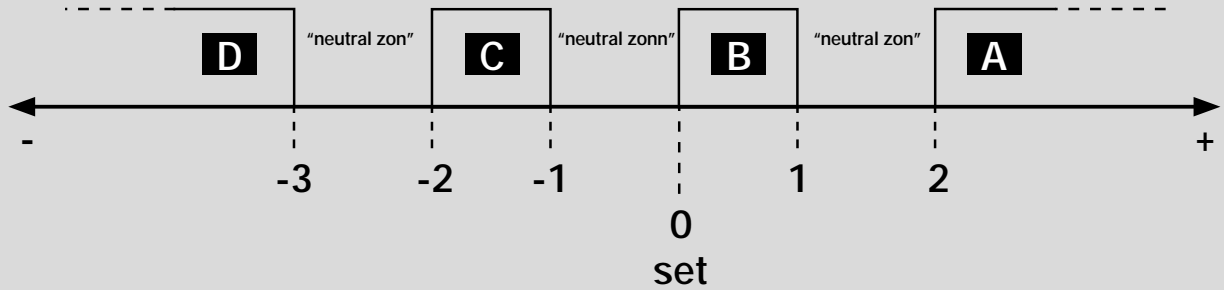 "neutral zon" "neutral zonn" "neutral zon"
D C B A
- +
-3 -2 -1 1 2
0
set